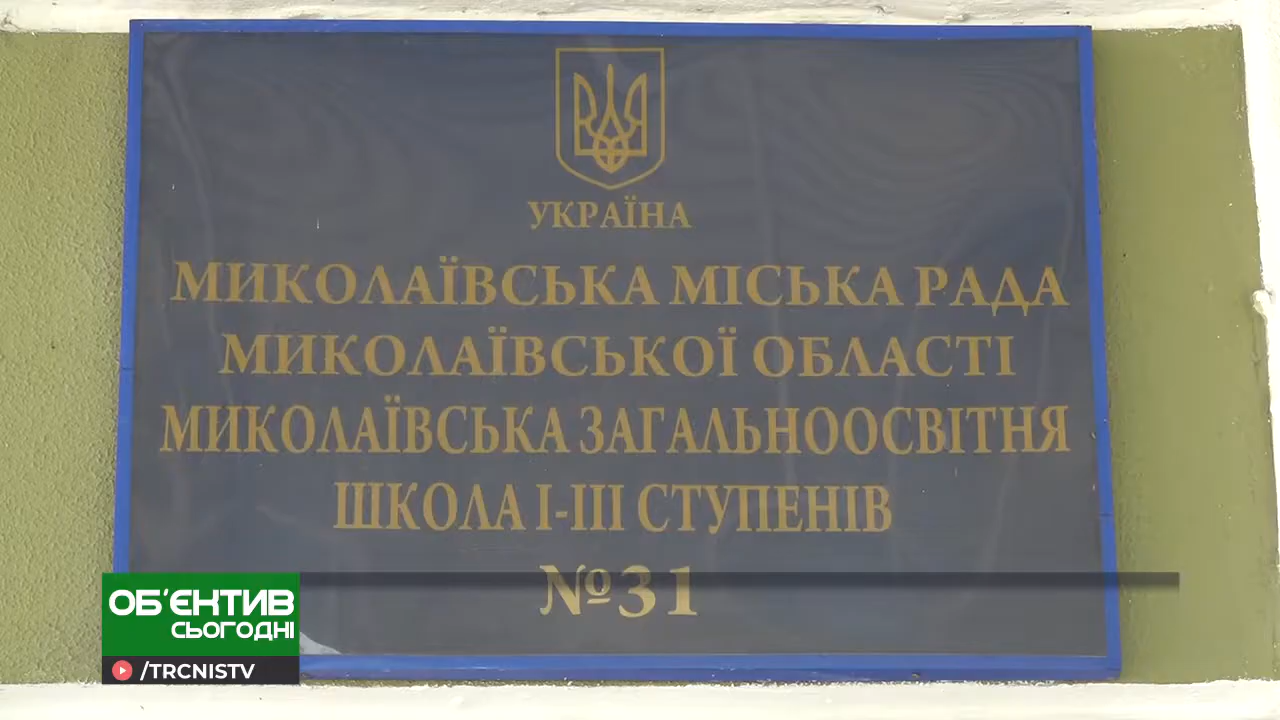 УКРАЇНА
МИКОЛАЇВСЬКА МІСЬКА РАДА
МИКОЛАЇВСЬКОЇ ОБЛАСТІ
МИКОЛАЇВСЬКА ЗАГАЛЬНООСВІТНЯ
ШКОЛА І-ІІІ СТУПЕНІВ
№31
ОБ'ЄКТИВ
СЬОГОДНІ
/TRCNISTV